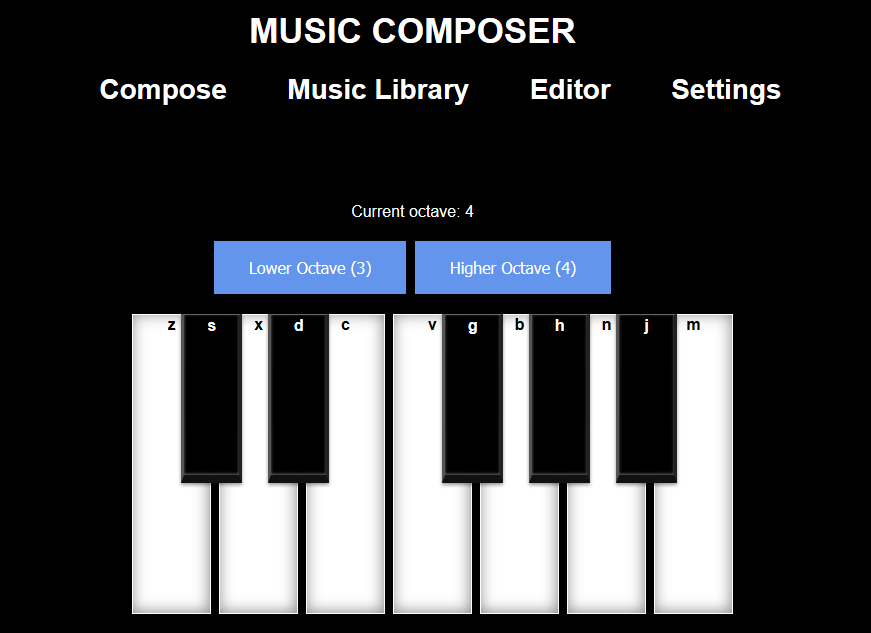 MUSIC COMPOSER
Compose Music Library Editor Settings
Current octave: 4
Lower Octave (3) Higher Octave (4)
z s x d c v g b h n j m